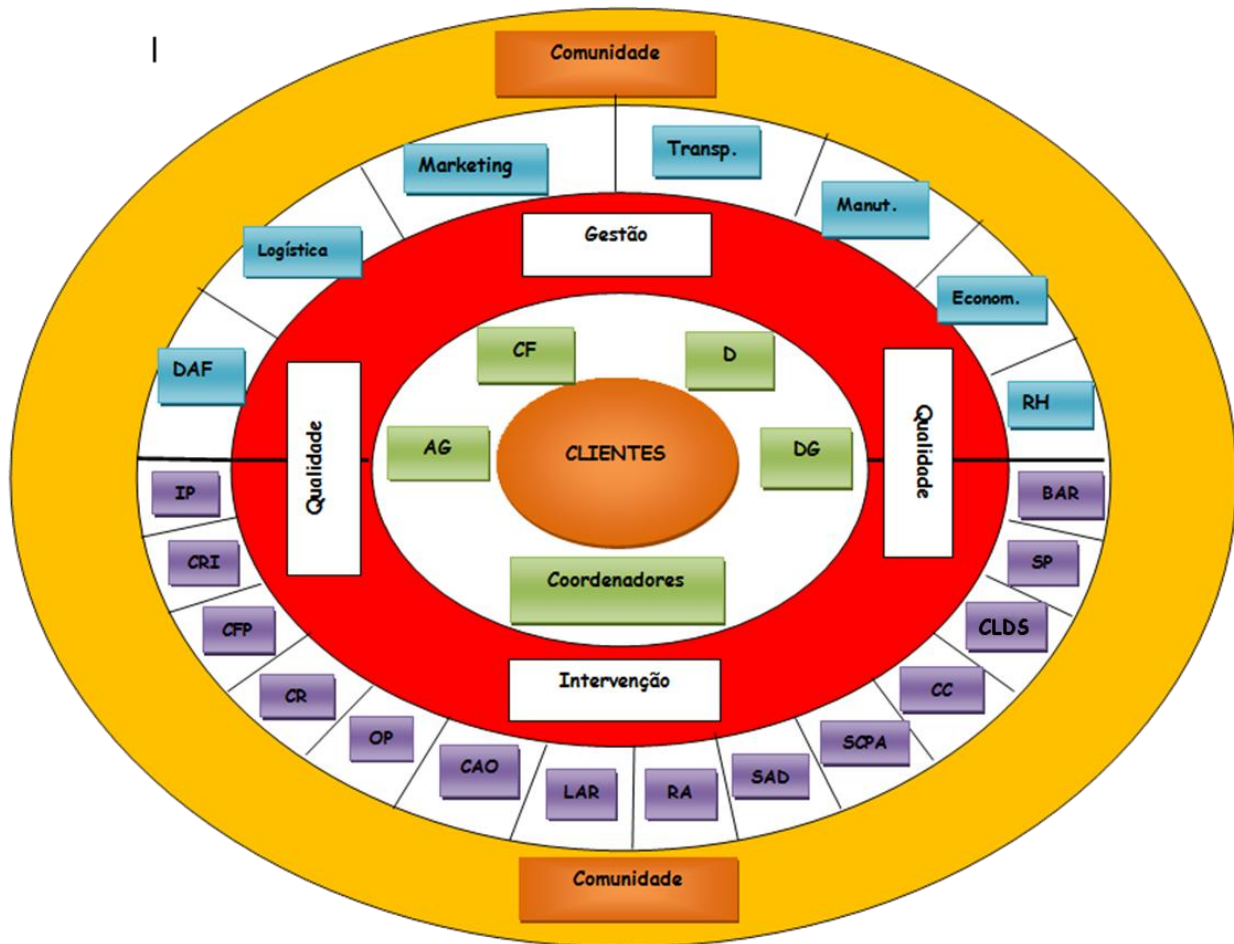 Comunidade
Marketing
Transp.
Logística
Manut.
Gestão
Econom.
DAF
CF
D
RH
Qualidade
AG
CLIENTES
DG
Qualidade
IP
BAR
CRI
SP
Coordenadores
CFP
CLDS
CR
Intervenção
CC
OP
SCPA
CAO
LAR
RA
SAD
Comunidade